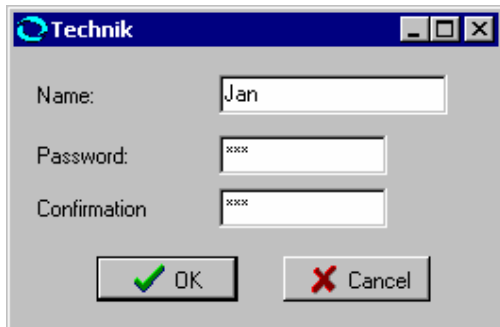 Technik
Name: Jan
Password: ***
Confirmation ***
OK Cancel